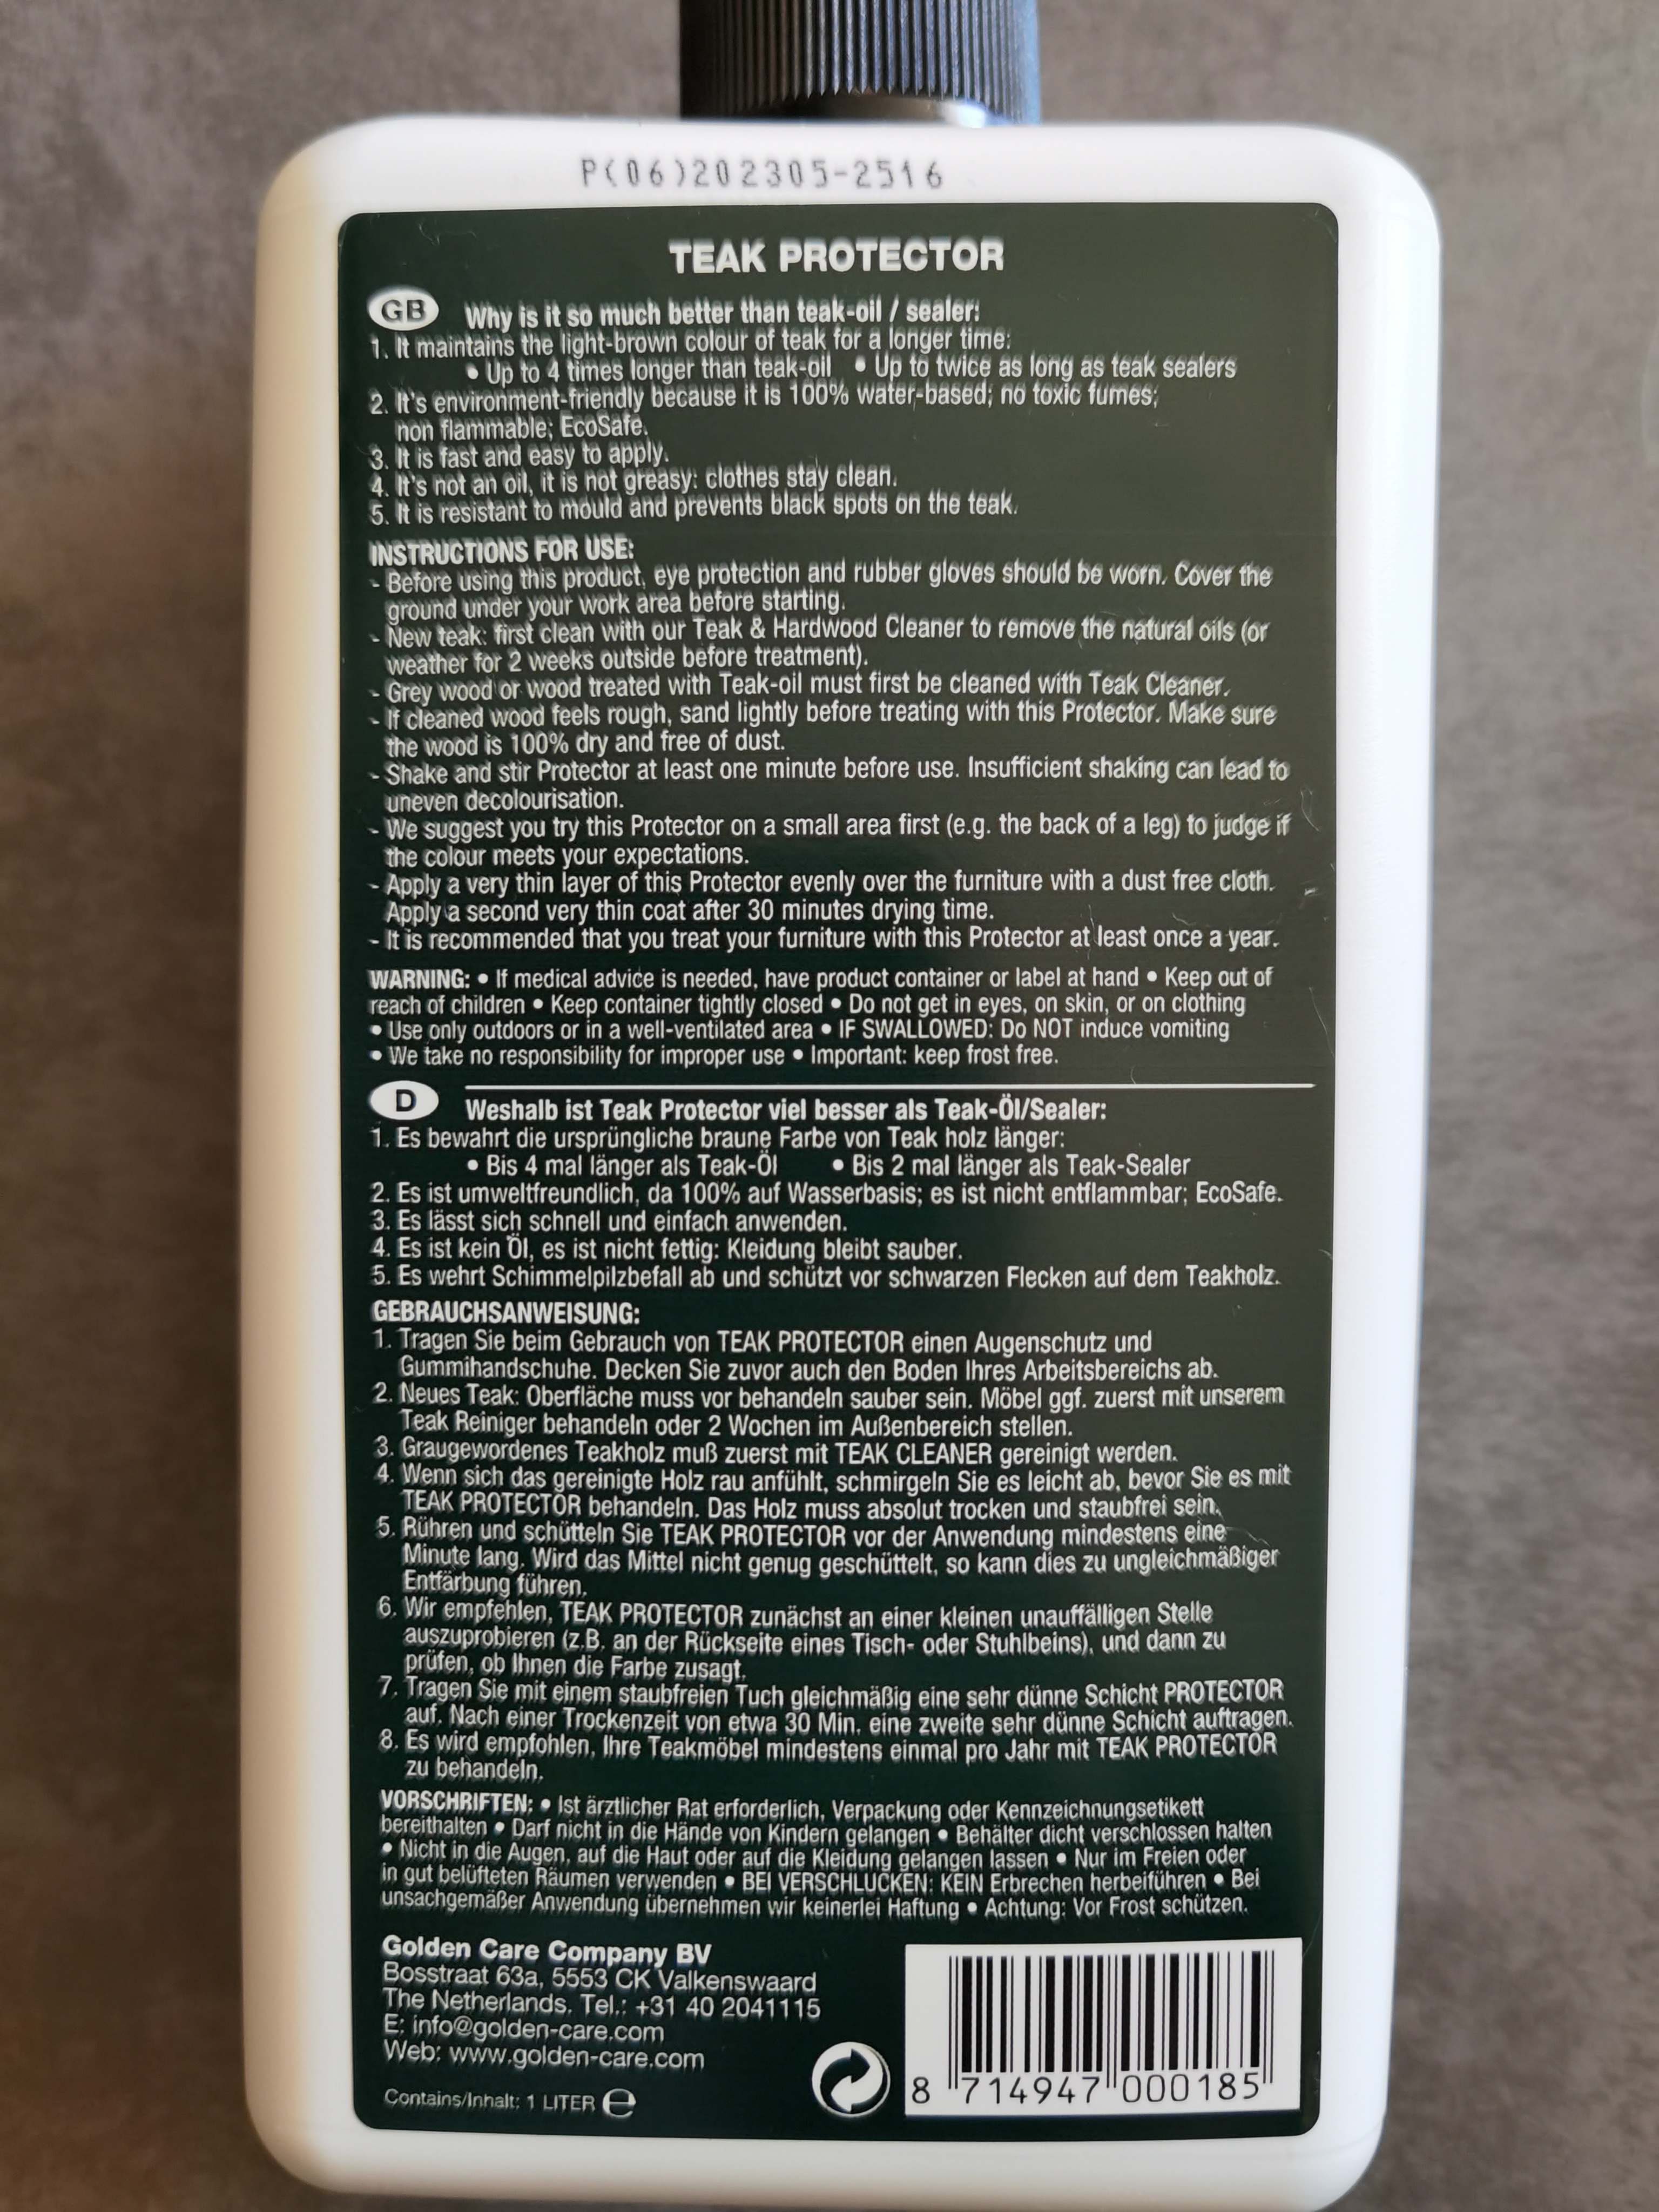 P(06)202305-2516
TEAK PROTECTOR
GB Why is it so much better than teak-oil / sealer:
1. It maintains the light-brown colour of teak for a longer time:
• Up to 4 times longer than teak-oil • Up to twice as long as teak sealers
2. It's environment-friendly because it is 100% water-based; no toxic fumes;
non flammable; EcoSafe.
3. It is fast and easy to apply.
4. It's not an oil, it is not greasy: clothes stay clean.
5. It is resistant to mould and prevents black spots on the teak.
INSTRUCTIONS FOR USE:
- Before using this product, eye protection and rubber gloves should be worn. Cover the
ground under your work area before starting.
- New teak: first clean with our Teak & Hardwood Cleaner to remove the natural oils (or
weather for 2 weeks outside before treatment).
- Grey wood or wood treated with Teak-oil must first be cleaned with Teak Cleaner.
- If cleaned wood feels rough, sand lightly before treating with this Protector. Make sure
the wood is 100% dry and free of dust.
- Shake and stir Protector at least one minute before use. Insufficient shaking can lead to
uneven decolourisation.
- We suggest you try this Protector on a small area first (e.g. the back of a leg) to judge if
the colour meets your expectations.
- Apply a very thin layer of this Protector evenly over the furniture with a dust free cloth.
Apply a second very thin coat after 30 minutes drying time.
- It is recommended that you treat your furniture with this Protector at least once a year.
WARNING: • If medical advice is needed, have product container or label at hand • Keep out of
reach of children • Keep container tightly closed • Do not get in eyes, on skin, or on clothing
• Use only outdoors or in a well-ventilated area • IF SWALLOWED: Do NOT induce vomiting
• We take no responsibility for improper use • Important: keep frost free.
D Weshalb ist Teak Protector viel besser als Teak-Öl/Sealer:
1. Es bewahrt die ursprüngliche braune Farbe von Teak holz länger:
• Bis 4 mal länger als Teak-Öl • Bis 2 mal länger als Teak-Sealer
2. Es ist umweltfreundlich, da 100% auf Wasserbasis; es ist nicht entflammbar; EcoSafe.
3. Es lässt sich schnell und einfach anwenden.
4. Es ist kein Öl, es ist nicht fettig: Kleidung bleibt sauber.
5. Es wehrt Schimmelpilzbefall ab und schützt vor schwarzen Flecken auf dem Teakholz.
GEBRAUCHSANWEISUNG:
1. Tragen Sie beim Gebrauch von TEAK PROTECTOR einen Augenschutz und
Gummihandschuhe. Decken Sie zuvor auch den Boden Ihres Arbeitsbereichs ab.
2. Neues Teak: Oberfläche muss vor behandeln sauber sein. Möbel ggf. zuerst mit unserem
Teak Reiniger behandeln oder 2 Wochen im Außenbereich stellen.
3. Graugewordenes Teakholz muß zuerst mit TEAK CLEANER gereinigt werden.
4. Wenn sich das gereinigte Holz rau anfühlt, schmirgeln Sie es leicht ab, bevor Sie es mit
TEAK PROTECTOR behandeln. Das Holz muss absolut trocken und staubfrei sein.
5. Rühren und schütteln Sie TEAK PROTECTOR vor der Anwendung mindestens eine
Minute lang. Wird das Mittel nicht genug geschüttelt, so kann dies zu ungleichmäßiger
Entfärbung führen.
6. Wir empfehlen, TEAK PROTECTOR zunächst an einer kleinen unauffälligen Stelle
auszuprobieren (z.B. an der Rückseite eines Tisch- oder Stuhlbeins), und dann zu
prüfen, ob Ihnen die Farbe zusagt.
7. Tragen Sie mit einem staubfreien Tuch gleichmäßig eine sehr dünne Schicht PROTECTOR
auf. Nach einer Trockenzeit von etwa 30 Min. eine zweite sehr dünne Schicht auftragen.
8. Es wird empfohlen, Ihre Teakmöbel mindestens einmal pro Jahr mit TEAK PROTECTOR
zu behandeln.
VORSCHRIFTEN: • Ist ärztlicher Rat erforderlich, Verpackung oder Kennzeichnungsetikett
bereithalten • Darf nicht in die Hände von Kindern gelangen • Behälter dicht verschlossen halten
• Nicht in die Augen, auf die Haut oder auf die Kleidung gelangen lassen • Nur im Freien oder
in gut belüfteten Räumen verwenden • BEI VERSCHLUCKEN: KEIN Erbrechen herbeiführen • Bei
unsachgemäßer Anwendung übernehmen wir keinerlei Haftung • Achtung: Vor Frost schützen.
Golden Care Company BV
Bosstraat 63a, 5553 CK Valkenswaard
The Netherlands. Tel.: +31 40 2041115
E: info@golden-care.com
Web: www.golden-care.com
Contains/Inhalt: 1 LITER ℮
8 714947 000185